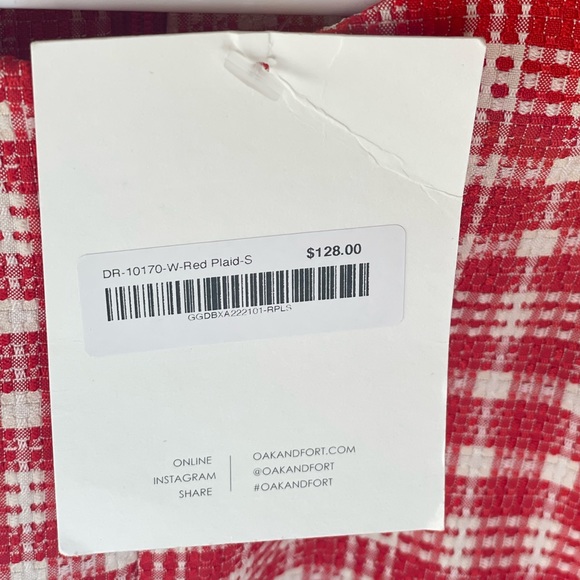 DR-10170-W-Red Plaid-S $128.00
GGDBXA222101-RPLS
ONLINE OAKANDFORT.COM
INSTAGRAM @OAKANDFORT
SHARE #OAKANDFORT